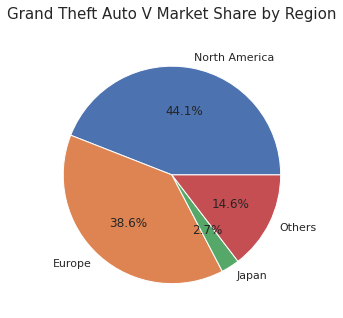 Grand Theft Auto V Market Share by Region
North America
44.1%
38.6%
2.7%
14.6%
Others
Europe
Japan